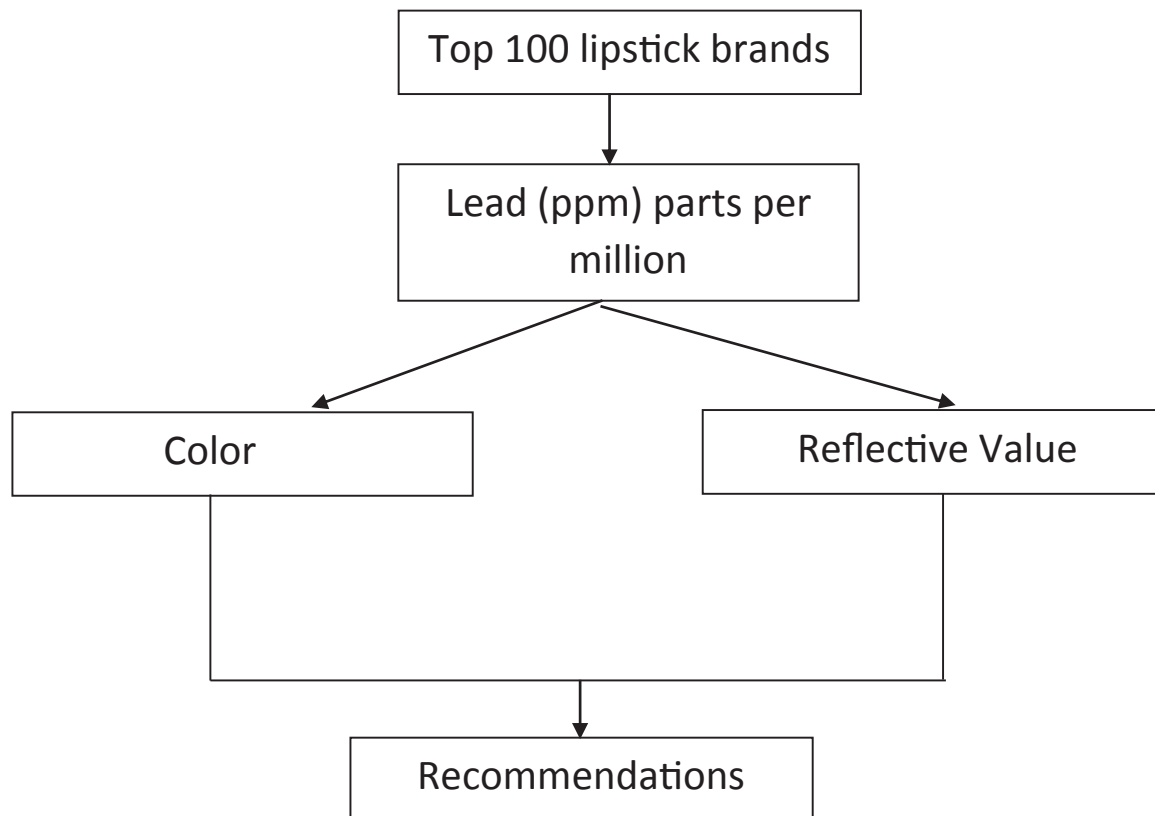 Top 100 lipstick brands
Lead (ppm) parts per
million
Color
Reflective Value
Recommendations